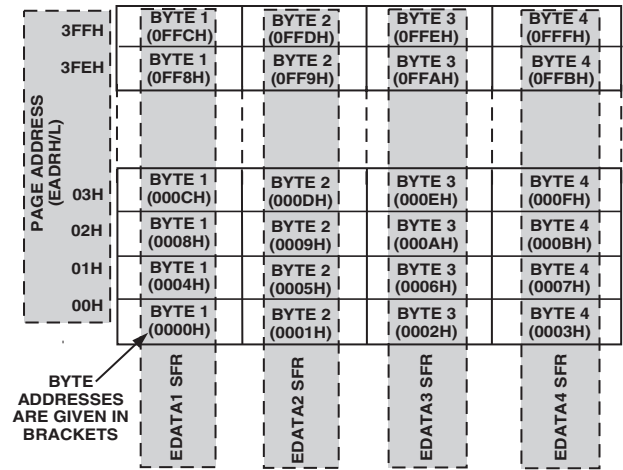 3FFH
BYTE 1
(0FFCH)
BYTE 2
(0FFDH)
BYTE 3
(0FFEH)
BYTE 4
(0FFFH)
3FEH
BYTE 1
(0FF8H)
BYTE 2
(0FF9H)
BYTE 3
(0FFAH)
BYTE 4
(0FFBH)
PAGE ADDRESS
(EADRH/L)
03H
BYTE 1
(000CH)
BYTE 2
(000DH)
BYTE 3
(000EH)
BYTE 4
(000FH)
02H
BYTE 1
(0008H)
BYTE 2
(0009H)
BYTE 3
(000AH)
BYTE 4
(000BH)
01H
BYTE 1
(0004H)
BYTE 2
(0005H)
BYTE 3
(0006H)
BYTE 4
(0007H)
00H
BYTE 1
(0000H)
BYTE 2
(0001H)
BYTE 3
(0002H)
BYTE 4
(0003H)
BYTE
ADDRESSES
ARE GIVEN IN
BRACKETS
EDATA1 SFR
EDATA2 SFR
EDATA3 SFR
EDATA4 SFR